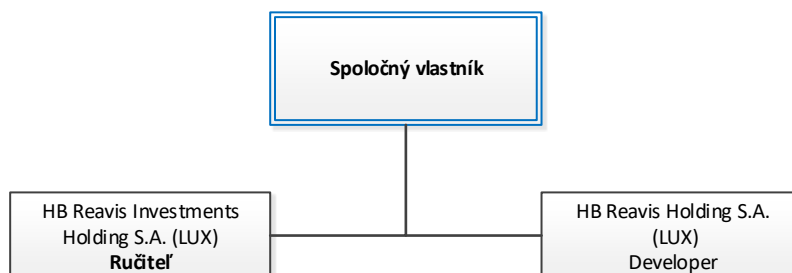 Spoločný vlastník
HB Reavis Investments
Holding S.A. (LUX)
Ručiteľ
HB Reavis Holding S.A.
(LUX)
Developer